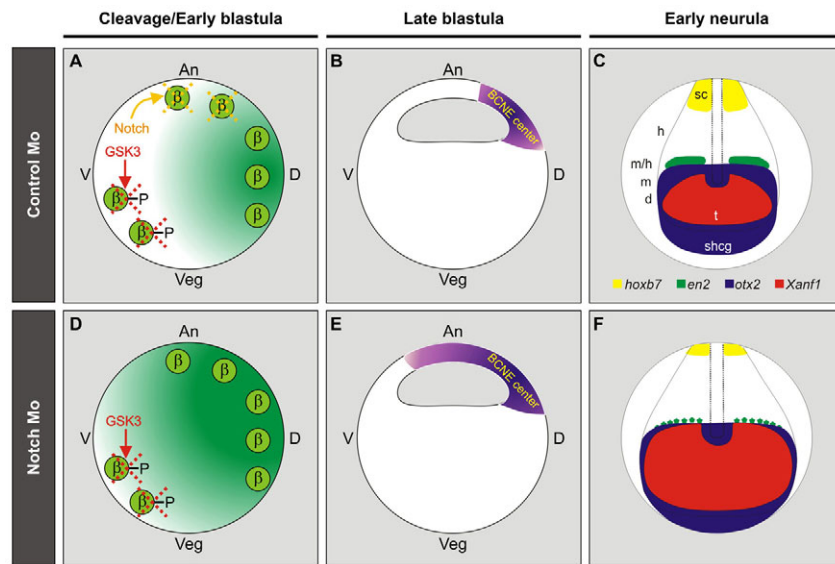 Cleavage/Early blastula
Late blastula
Early neurula
Control Mo
A
An
β
β
Notch
β
GSK3
V
β
D
β
P
β
β
P
Veg
B
An
BCNE center
V
D
Veg
C
sc
h
m/h
m
d
t
shcg
hoxb7 en2 otx2 Xanf1
Notch Mo
D
An
β
β
β
V
β
D
GSK3
β
P
β
β
P
Veg
E
An
BCNE center
V
D
Veg
F